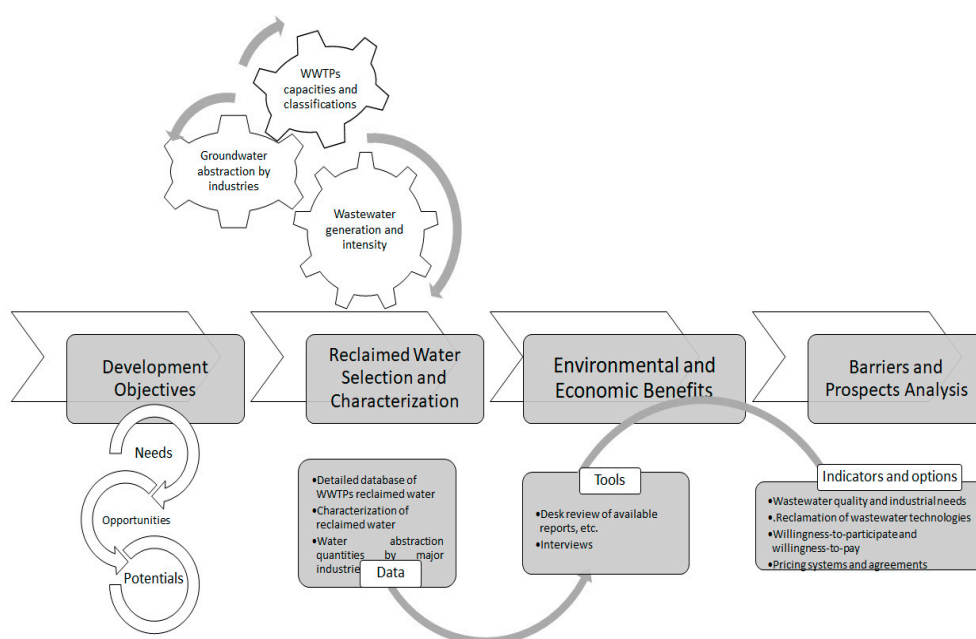 WWTPs
capacities and
classifications
Groundwater
abstraction by
industries
Wastewater
generation and
intensity
Development
Objectives
Reclaimed Water
Selection and
Characterization
Environmental and
Economic Benefits
Barriers and
Prospects Analysis
Needs
Opportunities
Potentials
•Detailed database of
WWTPs reclaimed water
•Characterization of
reclaimed water
•Water abstraction
quantities by major
industrie
Data
Tools
•Desk review of available
reports, etc.
•Interviews
Indicators and options
•Wastewater quality and industrial needs
•.Reclamation of wastewater technologies
•Willingness-to-participate and
willingness-to-pay
•Pricing systems and agreements